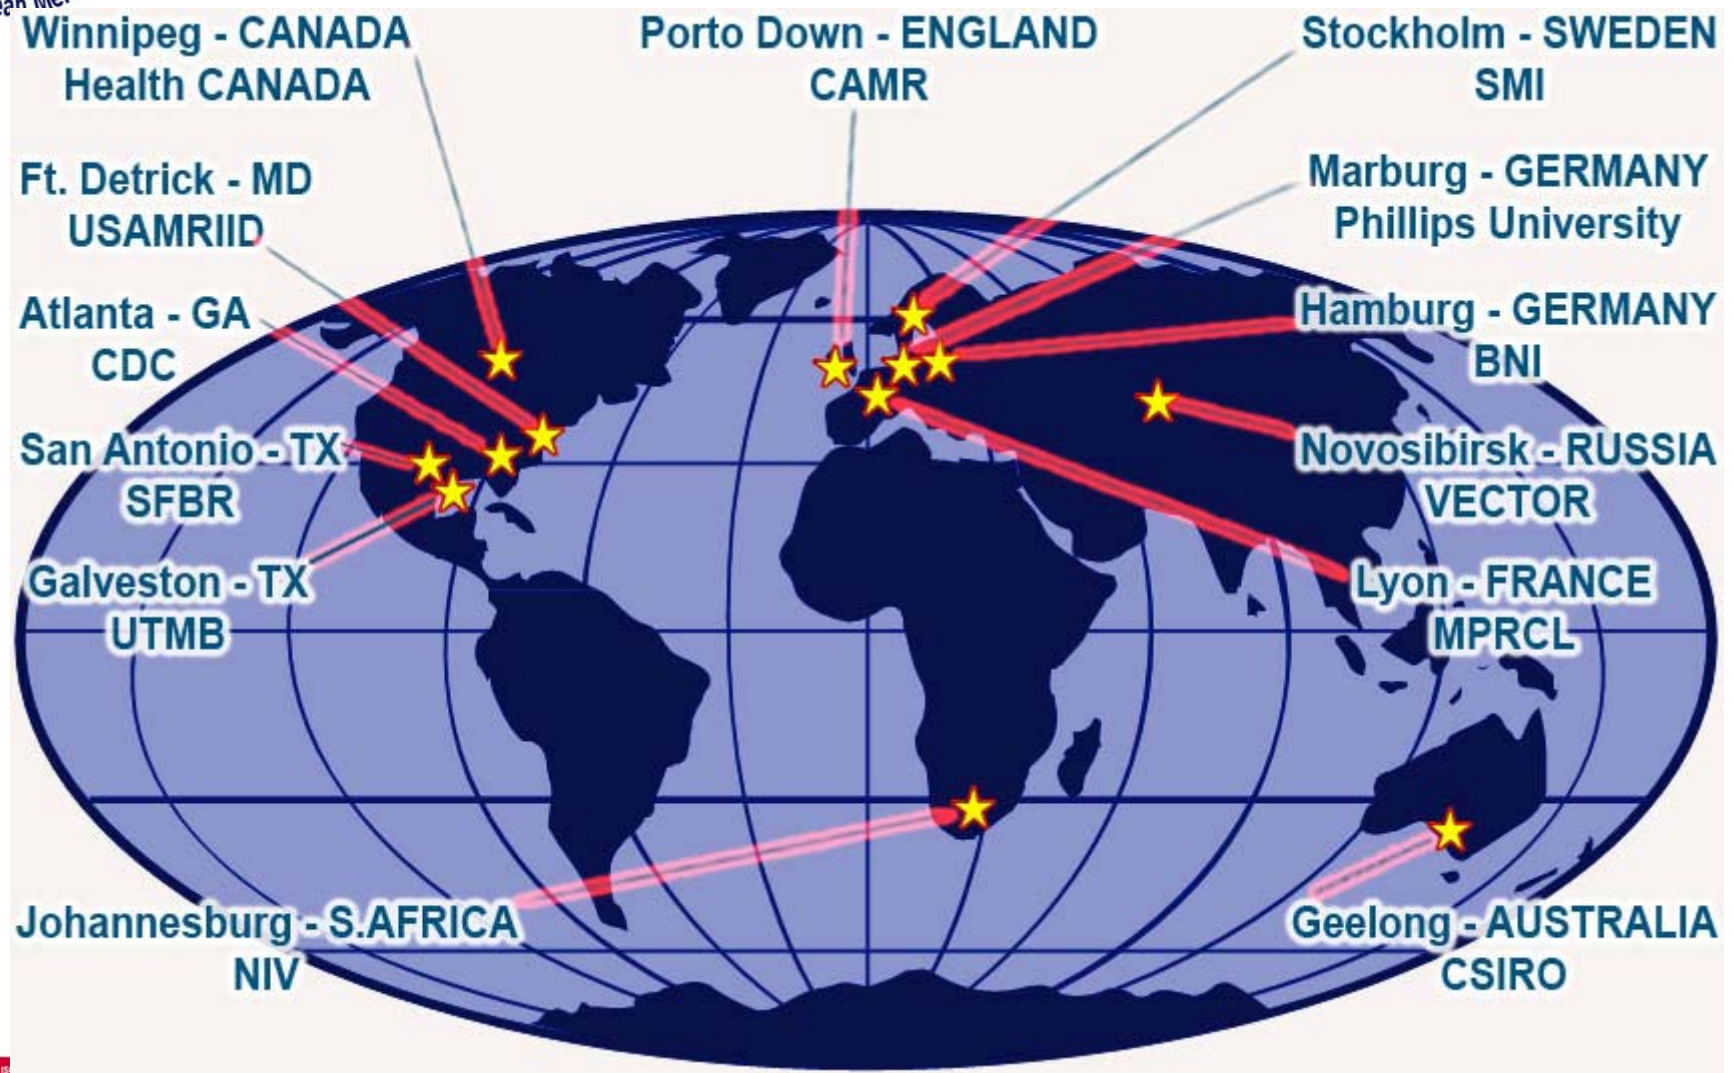 Winnipeg - CANADA
Health CANADA
Porto Down - ENGLAND
CAMR
Stockholm - SWEDEN
SMI
Ft. Detrick - MD
USAMRIID
Marburg - GERMANY
Phillips University
Atlanta - GA
CDC
Hamburg - GERMANY
BNI
San Antonio - TX
SFBR
Novosibirsk - RUSSIA
VECTOR
Galveston - TX
UTMB
Lyon - FRANCE
MPRCL
Johannesburg - S.AFRICA
NIV
Geelong - AUSTRALIA
CSIRO